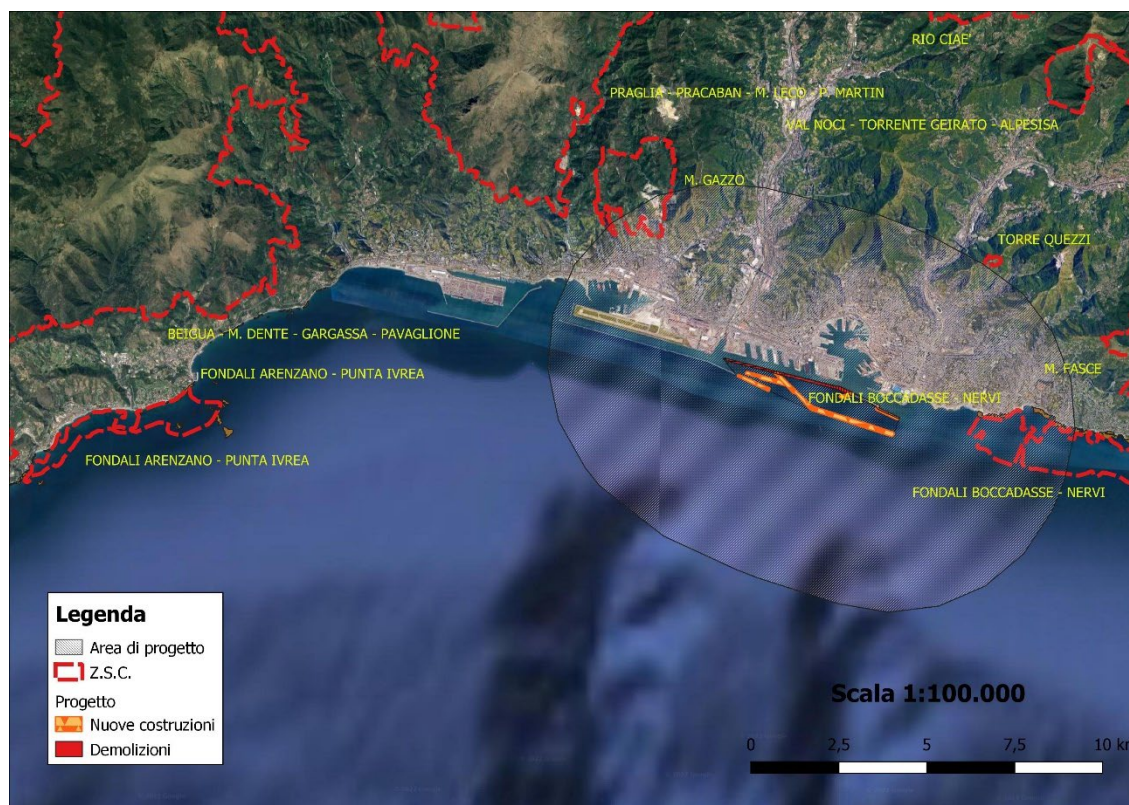 RIO CIAE'
PRAGLIA - PRACABAN - M. LECO - P. MARTIN
VAL NOCI - TORRENTE GEIRATO - ALPESISA
M. GAZZO
TORRE QUEZZI
BEIGUA - M. DENTE - GARGASSA - PAVAGLIONE
FONDALI ARENZANO - PUNTA IVREA
M. FASCE
FONDALI BOCCADASSE - NERVI
FONDALI ARENZANO - PUNTA IVREA
FONDALI BOCCADASSE - NERVI
Legenda
Area di progetto
Z.S.C.
Progetto
Nuove costruzioni
Demolizioni
Scala 1:100.000
0 2,5 5 7,5 10 km